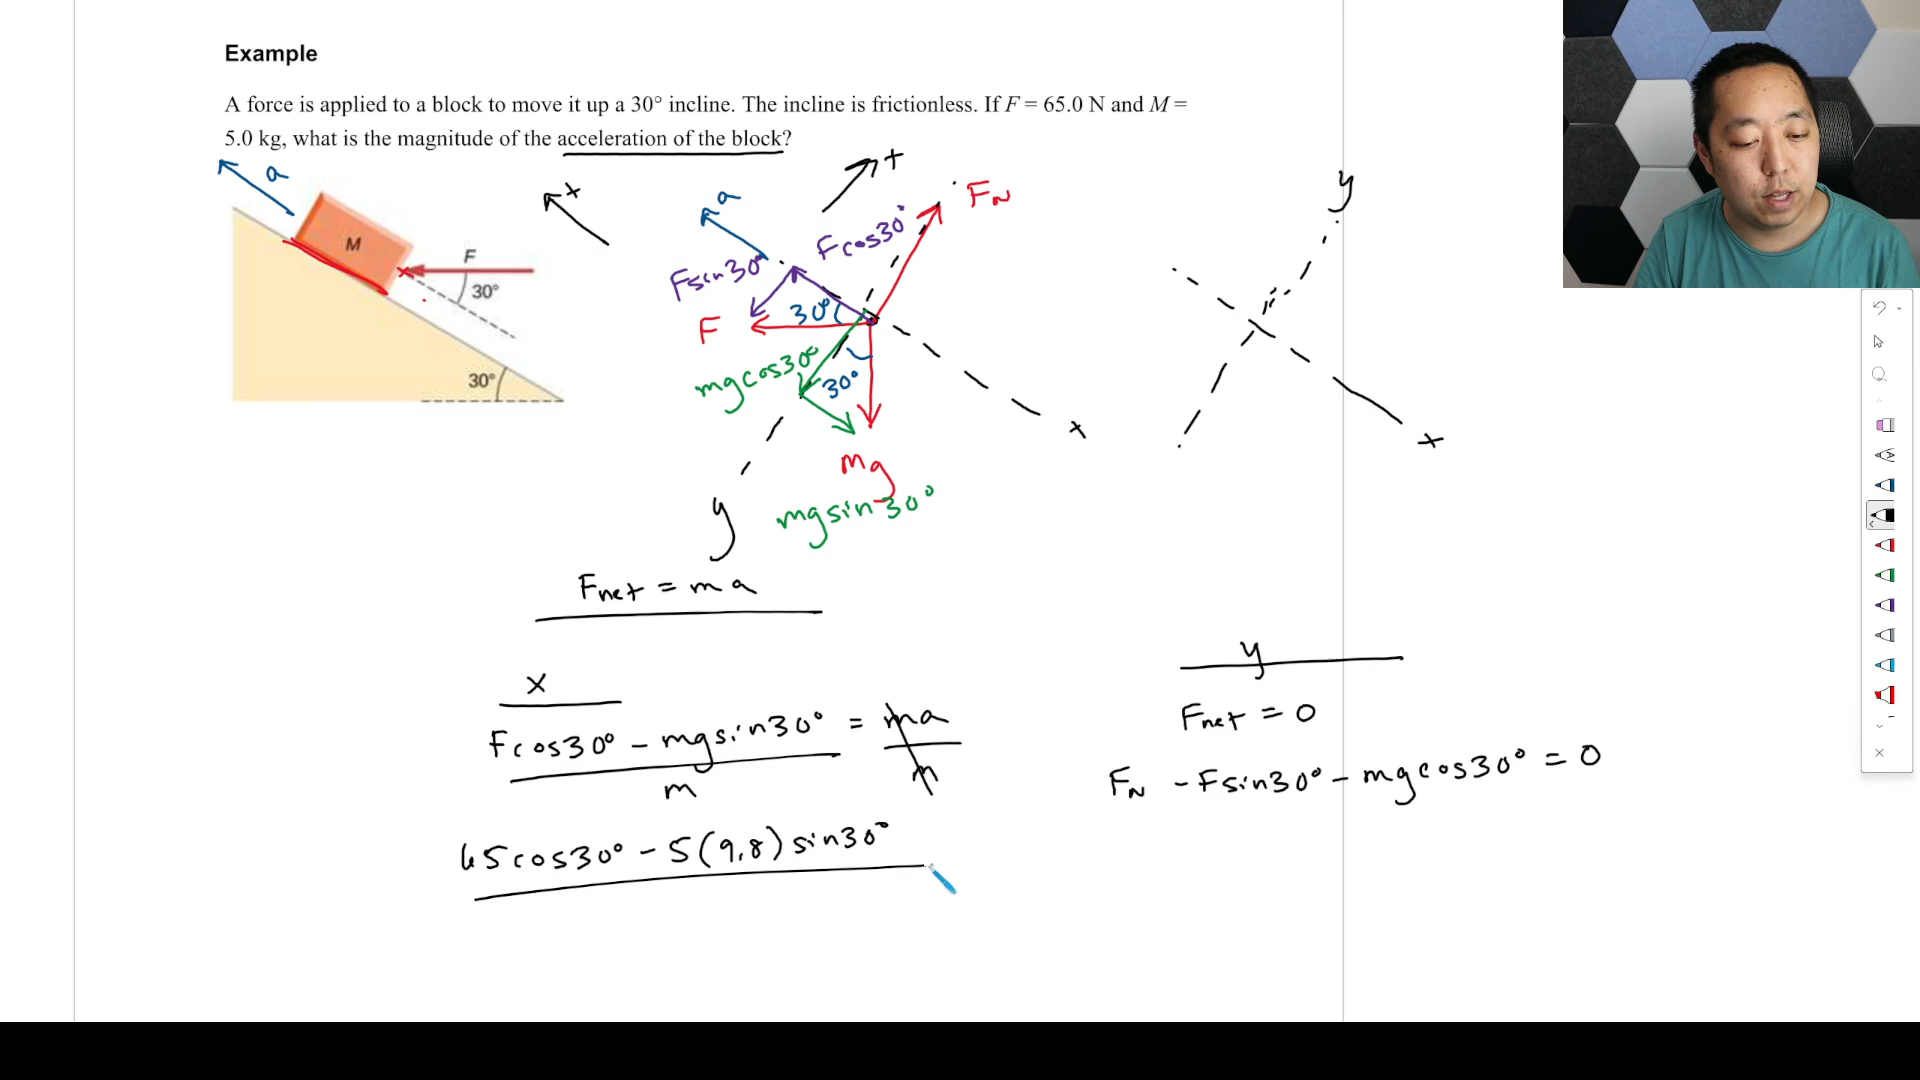 Example
A force is applied to a block to move it up a 30° incline. The incline is frictionless. If F = 65.0 N and M =
5.0 kg, what is the magnitude of the acceleration of the block?
a
M
F
30°
30°
+
a
+
F_N
Fcos30°
Fsin30°
F
30°
mgcos30°
30°
mg
mgsin30°
x
y
y
x
Fnet = ma
x
Fcos30° - mgsin30° = ma
m m
65cos30° - 5(9.8)sin30°
y
Fnet = 0
F_N - Fsin30° - mgcos30° = 0